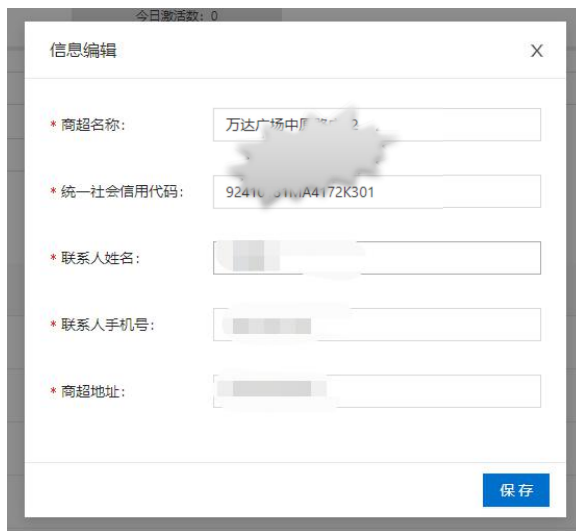 今日激活数: 0
信息编辑
X
* 商超名称:
万达广场中
* 统一社会信用代码:
A4172K301
* 联系人姓名:
* 联系人手机号:
* 商超地址:
保存